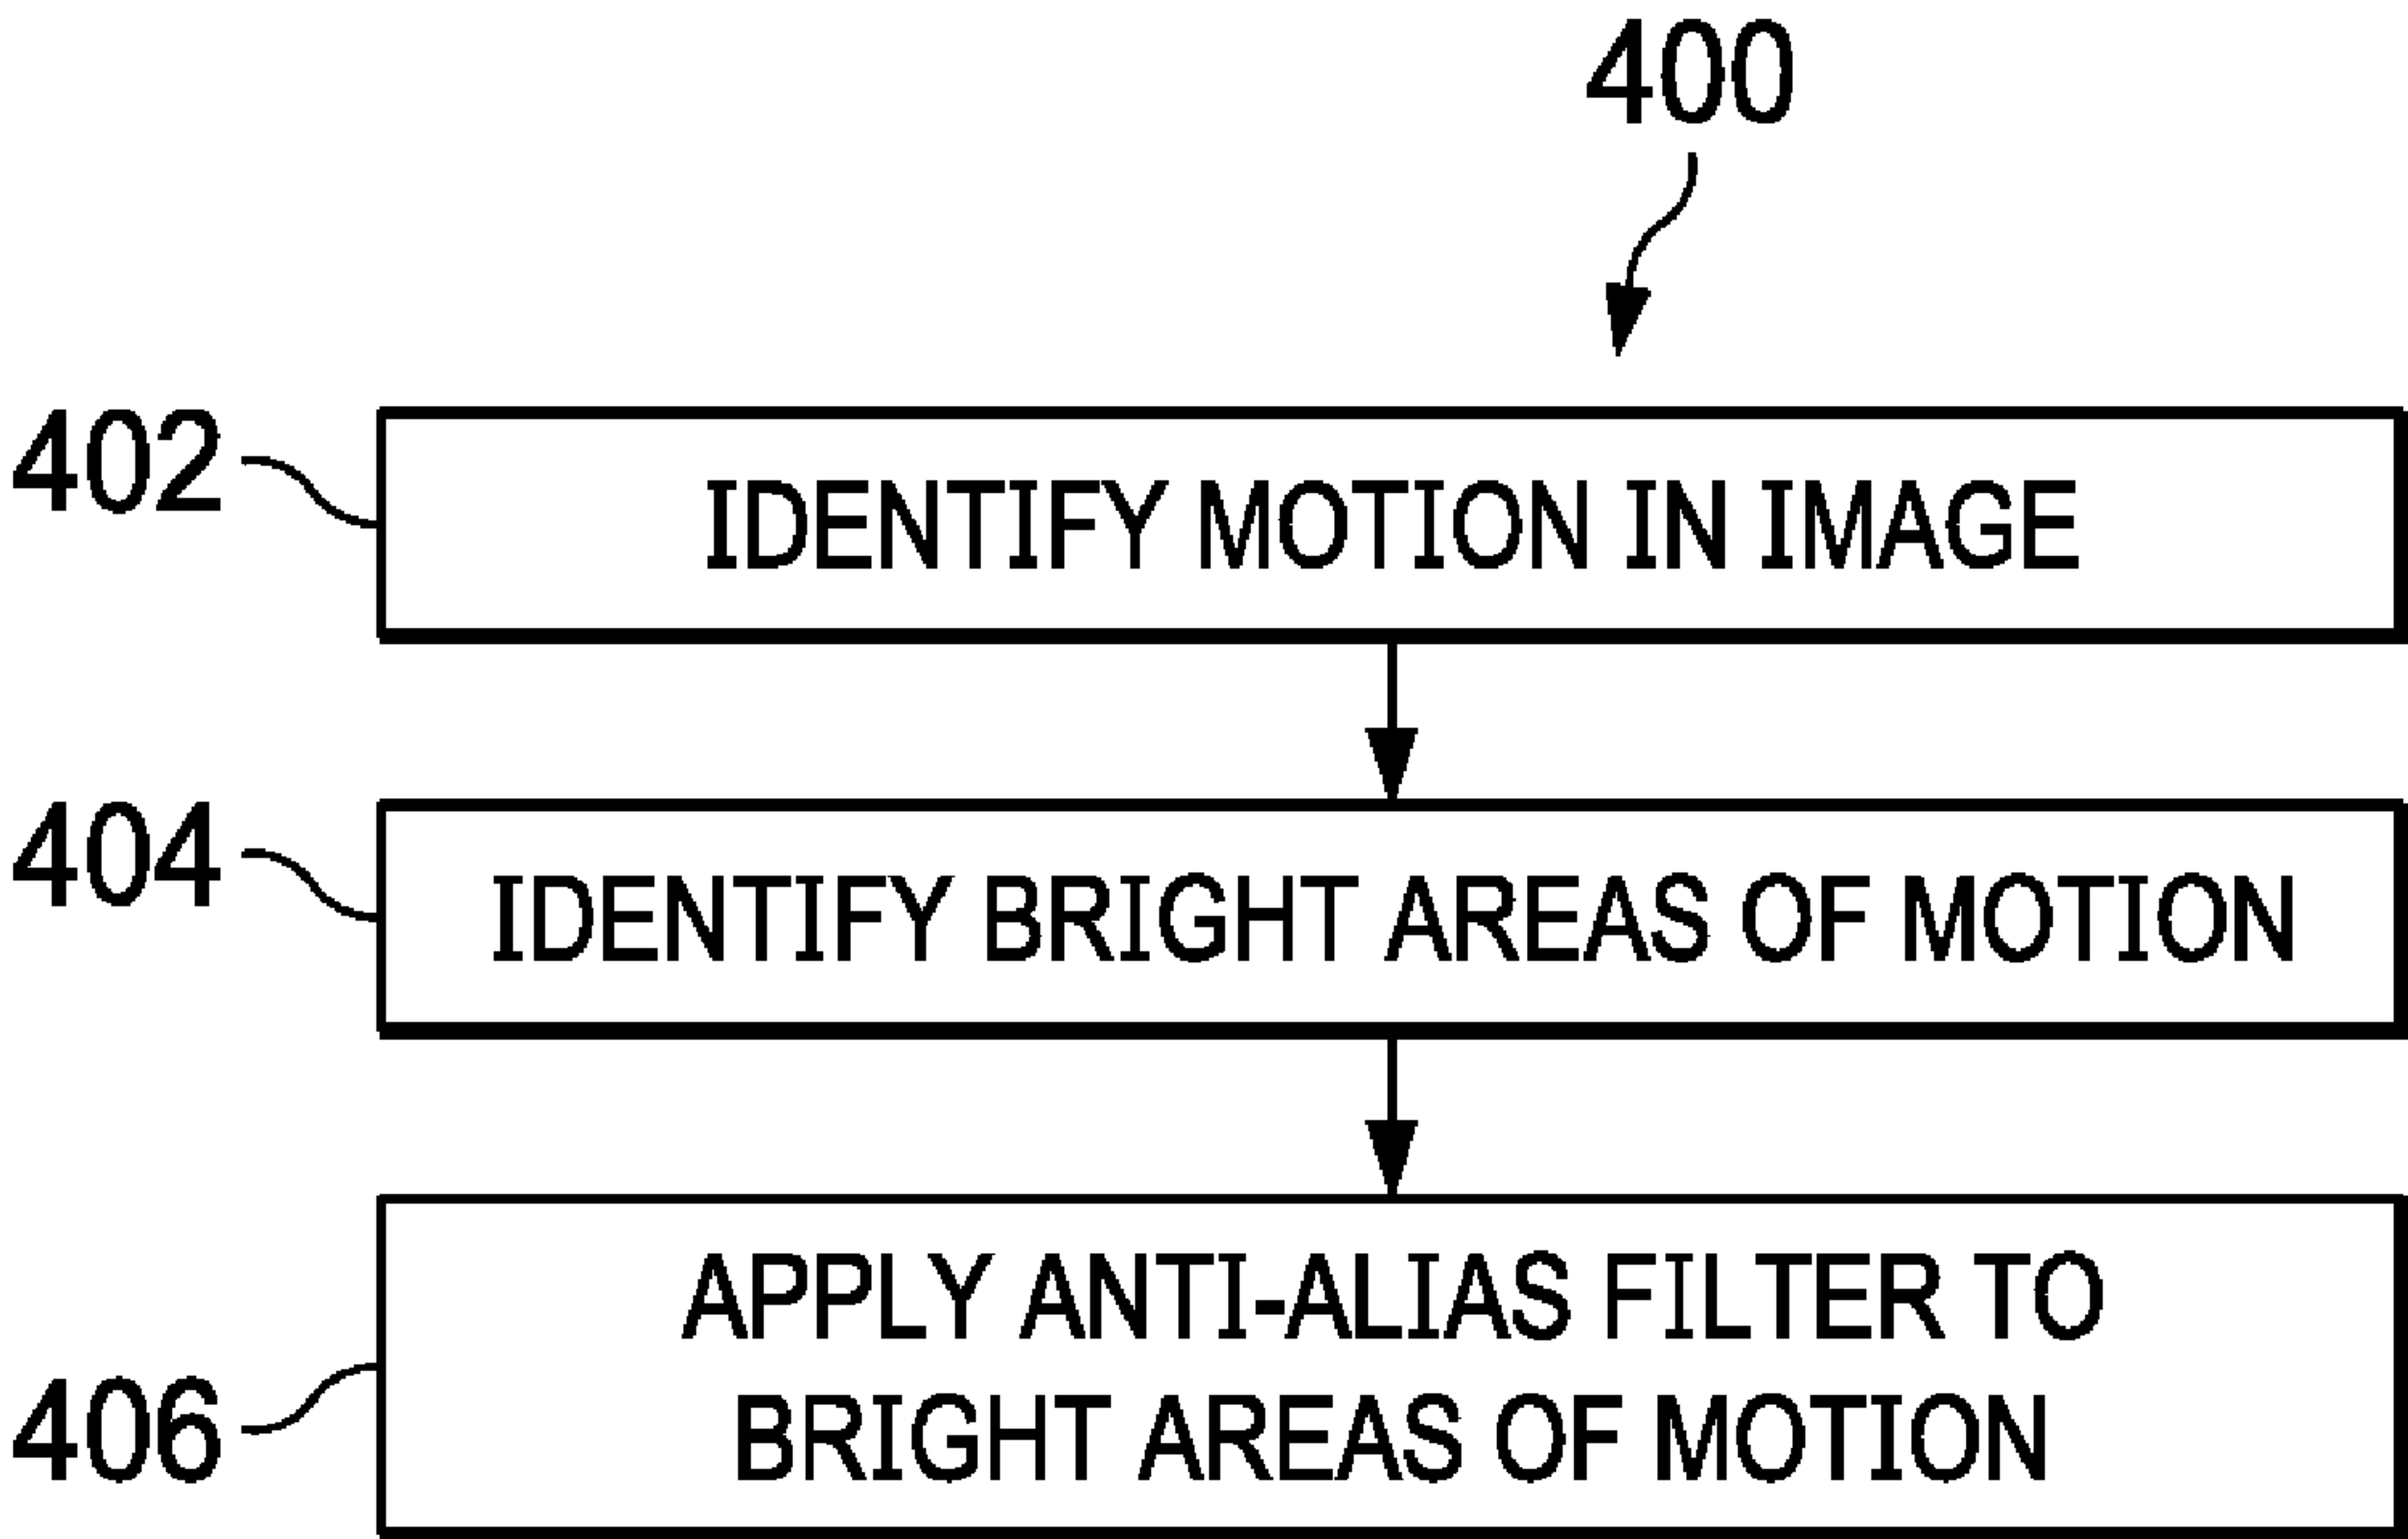 400
402
IDENTIFY MOTION IN IMAGE
404
IDENTIFY BRIGHT AREAS OF MOTION
406
APPLY ANTI-ALIAS FILTER TO
BRIGHT AREAS OF MOTION